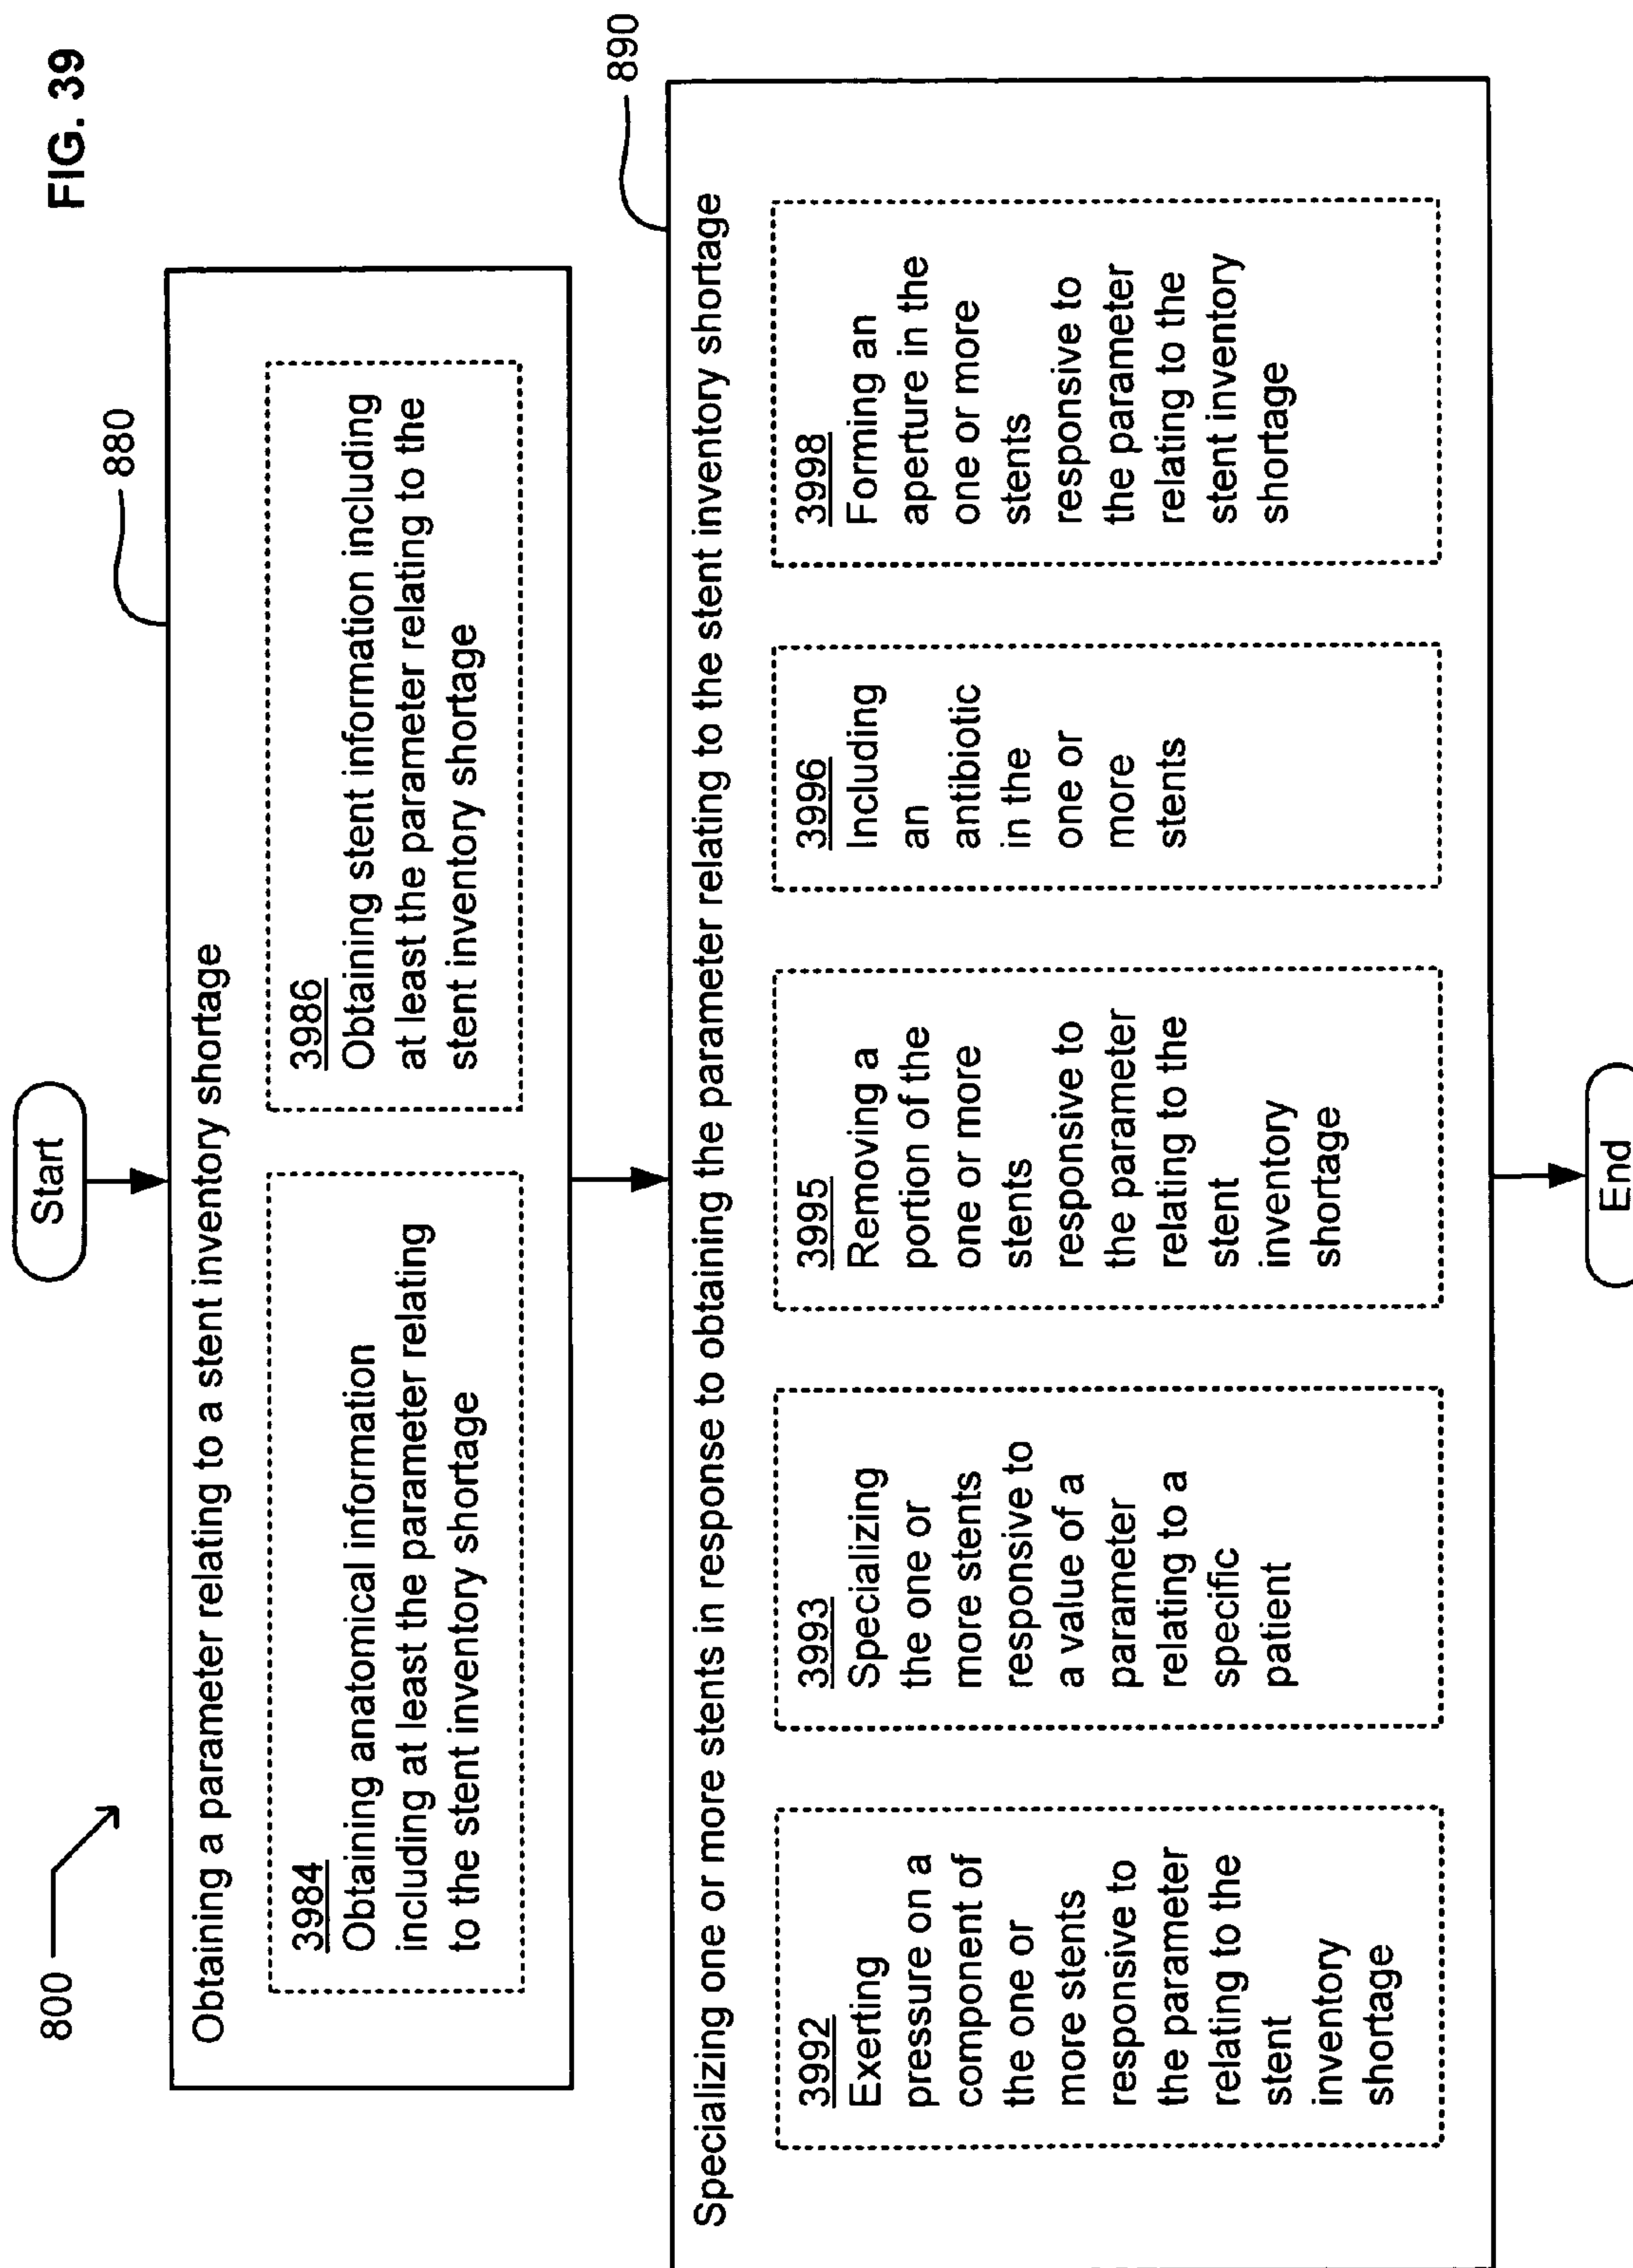 FIG. 39
800
Start
880
Obtaining a parameter relating to a stent inventory shortage
3984
Obtaining anatomical information
including at least the parameter relating
to the stent inventory shortage
3986
Obtaining stent information including
at least the parameter relating to the
stent inventory shortage
890
Specializing one or more stents in response to obtaining the parameter relating to the stent inventory shortage
3992
Exerting
pressure on a
component of
the one or
more stents
responsive to
the parameter
relating to the
stent
inventory
shortage
3993
Specializing
the one or
more stents
responsive to
a value of a
parameter
relating to a
specific
patient
3995
Removing a
portion of the
one or more
stents
responsive to
the parameter
relating to the
stent
inventory
shortage
3996
Including
an
antibiotic
in the
one or
more
stents
3998
Forming an
aperture in the
one or more
stents
responsive to
the parameter
relating to the
stent inventory
shortage
End